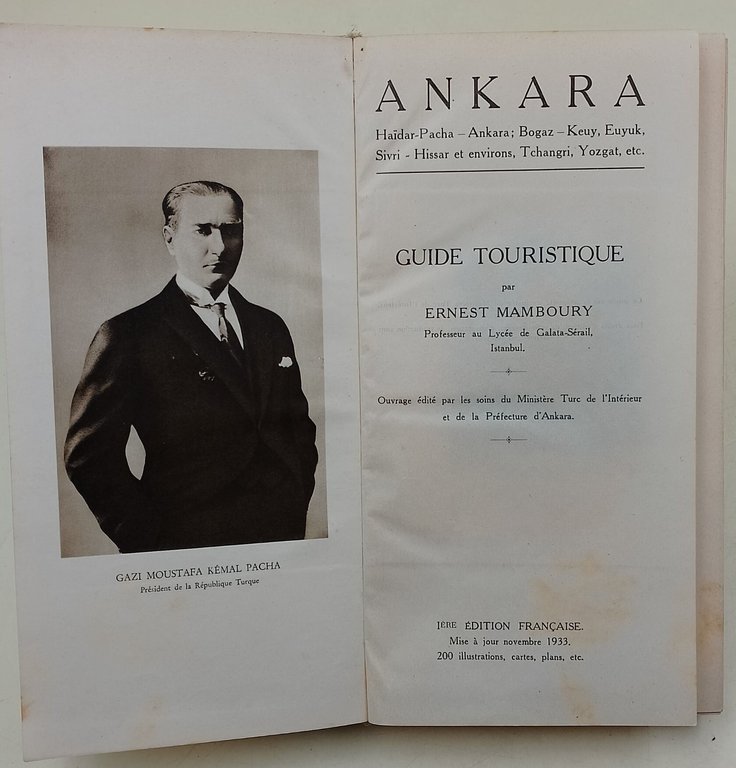 GAZI MOUSTAFA KÉMAL PACHA
Président de la République Turque
ANKARA
Haïdar-Pacha – Ankara; Bogaz – Keuy, Euyuk,
Sivri - Hissar et environs, Tchangri, Yozgat, etc.
GUIDE TOURISTIQUE
par
ERNEST MAMBOURY
Professeur au Lycée de Galata-Sérail,
Istanbul.
Ouvrage édité par les soins du Ministère Turc de l'Intérieur
et de la Préfecture d'Ankara.
1ÈRE ÉDITION FRANÇAISE.
Mise à jour novembre 1933.
200 illustrations, cartes, plans, etc.